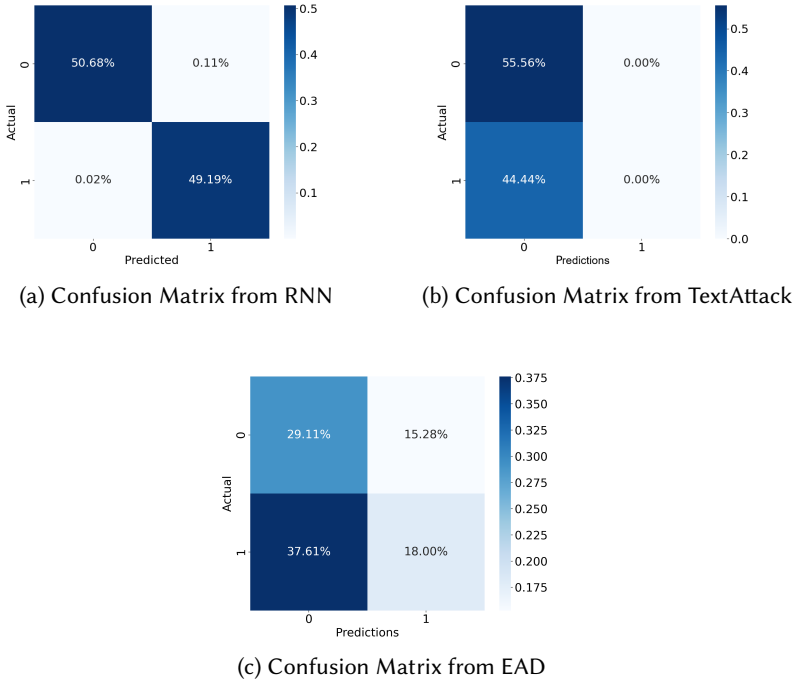 0.5
0 50.68% 0.11% 0.4
Actual 0.3
0.2
1 0.02% 49.19%
0.1
0 1
Predicted
(a) Confusion Matrix from RNN
0.5
0 55.56% 0.00%
0.4
Actual 0.3
0.2
1 44.44% 0.00%
0.1
0.0
0 1
Predictions
(b) Confusion Matrix from TextAttack
0.375
0.350
0 29.11% 15.28%
0.325
0.300
Actual
0.275
0.250
0.225
1 37.61% 18.00%
0.200
0.175
0 1
Predictions
(c) Confusion Matrix from EAD